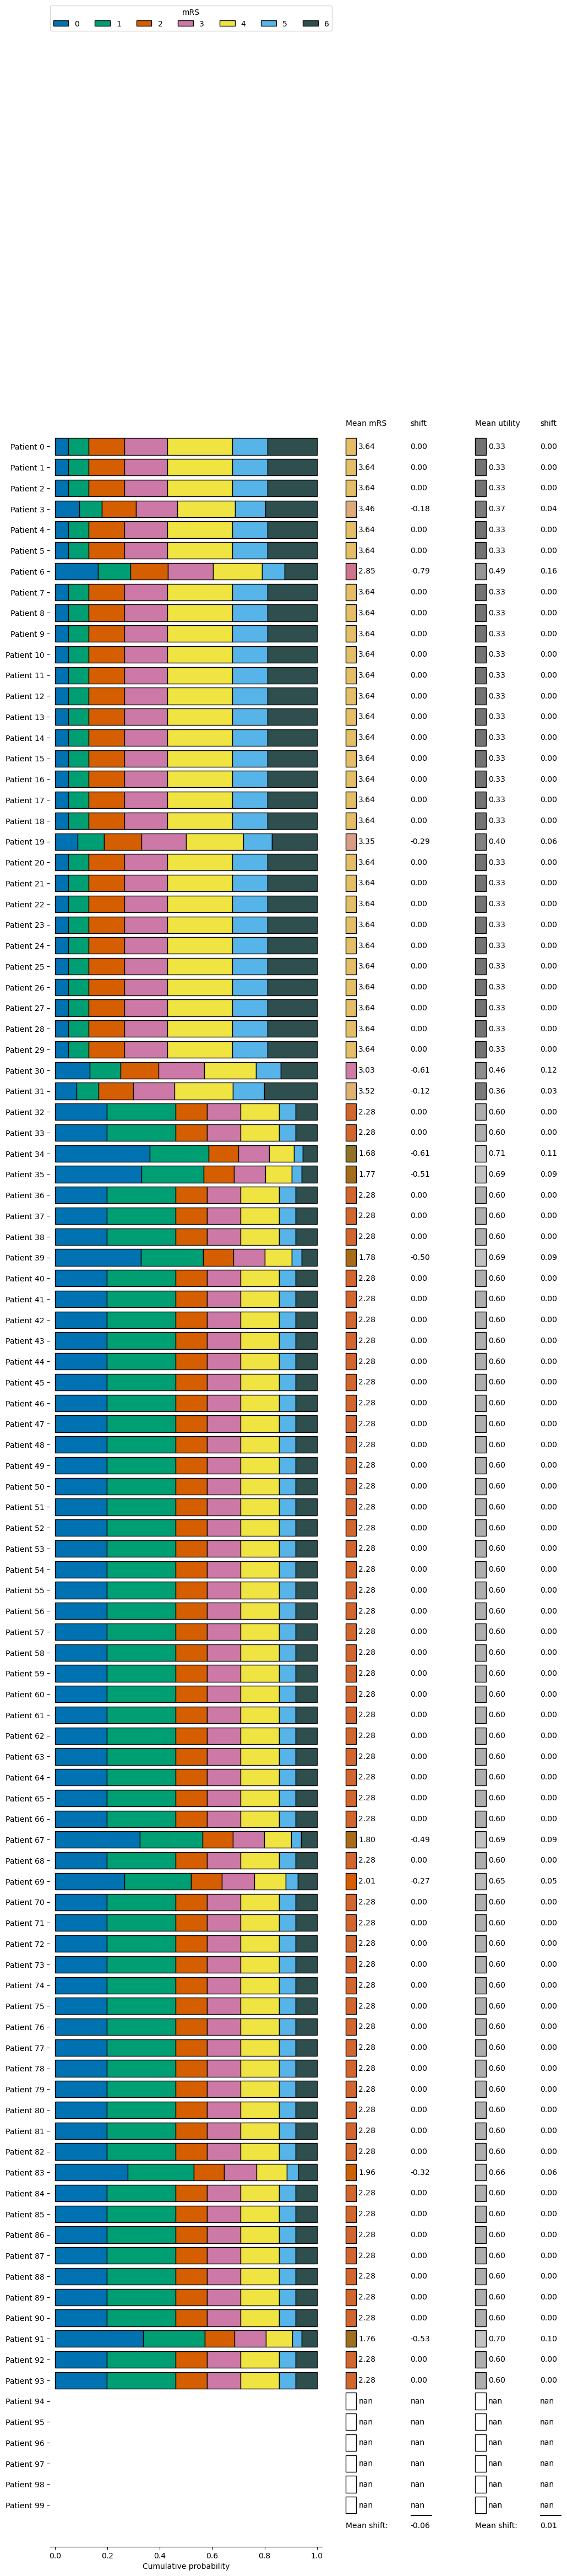 mRS
0 1 2 3 4 5 6
Mean mRS shift Mean utility shift
Patient 0 3.64 0.00 0.33 0.00
Patient 1 3.64 0.00 0.33 0.00
Patient 2 3.64 0.00 0.33 0.00
Patient 3 3.46 -0.18 0.37 0.04
Patient 4 3.64 0.00 0.33 0.00
Patient 5 3.64 0.00 0.33 0.00
Patient 6 2.85 -0.79 0.49 0.16
Patient 7 3.64 0.00 0.33 0.00
Patient 8 3.64 0.00 0.33 0.00
Patient 9 3.64 0.00 0.33 0.00
Patient 10 3.64 0.00 0.33 0.00
Patient 11 3.64 0.00 0.33 0.00
Patient 12 3.64 0.00 0.33 0.00
Patient 13 3.64 0.00 0.33 0.00
Patient 14 3.64 0.00 0.33 0.00
Patient 15 3.64 0.00 0.33 0.00
Patient 16 3.64 0.00 0.33 0.00
Patient 17 3.64 0.00 0.33 0.00
Patient 18 3.64 0.00 0.33 0.00
Patient 19 3.35 -0.29 0.40 0.06
Patient 20 3.64 0.00 0.33 0.00
Patient 21 3.64 0.00 0.33 0.00
Patient 22 3.64 0.00 0.33 0.00
Patient 23 3.64 0.00 0.33 0.00
Patient 24 3.64 0.00 0.33 0.00
Patient 25 3.64 0.00 0.33 0.00
Patient 26 3.64 0.00 0.33 0.00
Patient 27 3.64 0.00 0.33 0.00
Patient 28 3.64 0.00 0.33 0.00
Patient 29 3.64 0.00 0.33 0.00
Patient 30 3.03 -0.61 0.46 0.12
Patient 31 3.52 -0.12 0.36 0.03
Patient 32 2.28 0.00 0.60 0.00
Patient 33 2.28 0.00 0.60 0.00
Patient 34 1.68 -0.61 0.71 0.11
Patient 35 1.77 -0.51 0.69 0.09
Patient 36 2.28 0.00 0.60 0.00
Patient 37 2.28 0.00 0.60 0.00
Patient 38 2.28 0.00 0.60 0.00
Patient 39 1.78 -0.50 0.69 0.09
Patient 40 2.28 0.00 0.60 0.00
Patient 41 2.28 0.00 0.60 0.00
Patient 42 2.28 0.00 0.60 0.00
Patient 43 2.28 0.00 0.60 0.00
Patient 44 2.28 0.00 0.60 0.00
Patient 45 2.28 0.00 0.60 0.00
Patient 46 2.28 0.00 0.60 0.00
Patient 47 2.28 0.00 0.60 0.00
Patient 48 2.28 0.00 0.60 0.00
Patient 49 2.28 0.00 0.60 0.00
Patient 50 2.28 0.00 0.60 0.00
Patient 51 2.28 0.00 0.60 0.00
Patient 52 2.28 0.00 0.60 0.00
Patient 53 2.28 0.00 0.60 0.00
Patient 54 2.28 0.00 0.60 0.00
Patient 55 2.28 0.00 0.60 0.00
Patient 56 2.28 0.00 0.60 0.00
Patient 57 2.28 0.00 0.60 0.00
Patient 58 2.28 0.00 0.60 0.00
Patient 59 2.28 0.00 0.60 0.00
Patient 60 2.28 0.00 0.60 0.00
Patient 61 2.28 0.00 0.60 0.00
Patient 62 2.28 0.00 0.60 0.00
Patient 63 2.28 0.00 0.60 0.00
Patient 64 2.28 0.00 0.60 0.00
Patient 65 2.28 0.00 0.60 0.00
Patient 66 2.28 0.00 0.60 0.00
Patient 67 1.80 -0.49 0.69 0.09
Patient 68 2.28 0.00 0.60 0.00
Patient 69 2.01 -0.27 0.65 0.05
Patient 70 2.28 0.00 0.60 0.00
Patient 71 2.28 0.00 0.60 0.00
Patient 72 2.28 0.00 0.60 0.00
Patient 73 2.28 0.00 0.60 0.00
Patient 74 2.28 0.00 0.60 0.00
Patient 75 2.28 0.00 0.60 0.00
Patient 76 2.28 0.00 0.60 0.00
Patient 77 2.28 0.00 0.60 0.00
Patient 78 2.28 0.00 0.60 0.00
Patient 79 2.28 0.00 0.60 0.00
Patient 80 2.28 0.00 0.60 0.00
Patient 81 2.28 0.00 0.60 0.00
Patient 82 2.28 0.00 0.60 0.00
Patient 83 1.96 -0.32 0.66 0.06
Patient 84 2.28 0.00 0.60 0.00
Patient 85 2.28 0.00 0.60 0.00
Patient 86 2.28 0.00 0.60 0.00
Patient 87 2.28 0.00 0.60 0.00
Patient 88 2.28 0.00 0.60 0.00
Patient 89 2.28 0.00 0.60 0.00
Patient 90 2.28 0.00 0.60 0.00
Patient 91 1.76 -0.53 0.70 0.10
Patient 92 2.28 0.00 0.60 0.00
Patient 93 2.28 0.00 0.60 0.00
Patient 94 nan nan nan nan
Patient 95 nan nan nan nan
Patient 96 nan nan nan nan
Patient 97 nan nan nan nan
Patient 98 nan nan nan nan
Patient 99 nan nan nan nan
Mean shift: -0.06 Mean shift: 0.01
0.0 0.2 0.4 0.6 0.8 1.0
Cumulative probability